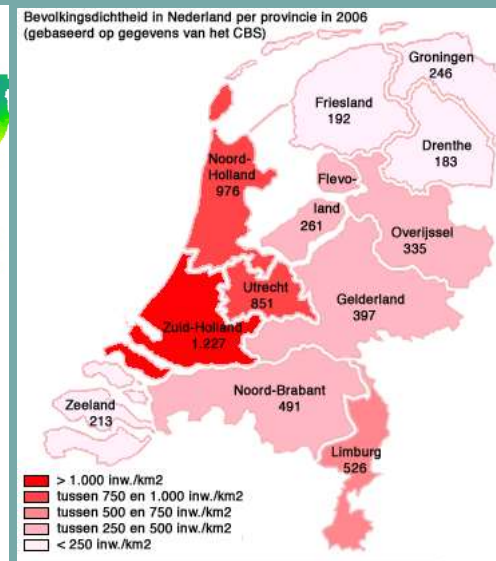 Bevolkingsdichtheid in Nederland per provincie in 2006
(gebaseerd op gegevens van het CBS)
Groningen
246
Friesland
192
Drenthe
183
Noord-
Holland
976
Flevo-
land
261
Overijssel
335
Utrecht
851
Gelderland
397
Zuid-Holland
1.227
Noord-Brabant
491
Zeeland
213
Limburg
526
> 1.000 inw./km2
tussen 750 en 1.000 inw./km2
tussen 500 en 750 inw./km2
tussen 250 en 500 inw./km2
< 250 inw./km2